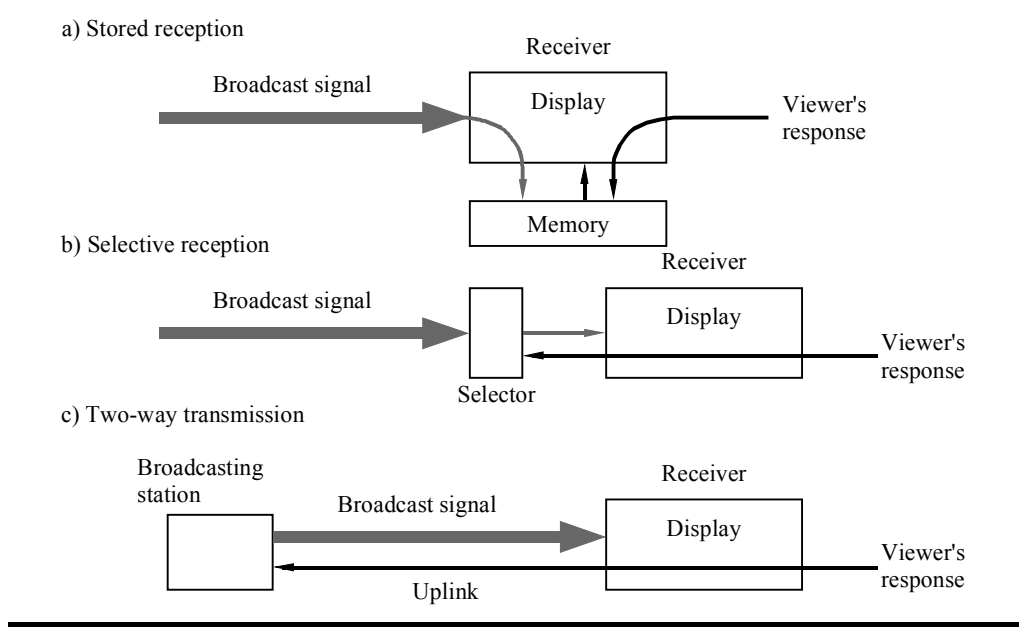 a) Stored reception
Receiver
Broadcast signal
Display
Viewer's
response
Memory
b) Selective reception
Receiver
Broadcast signal
Display
Viewer's
response
Selector
c) Two-way transmission
Broadcasting
station
Receiver
Broadcast signal
Display
Viewer's
response
Uplink